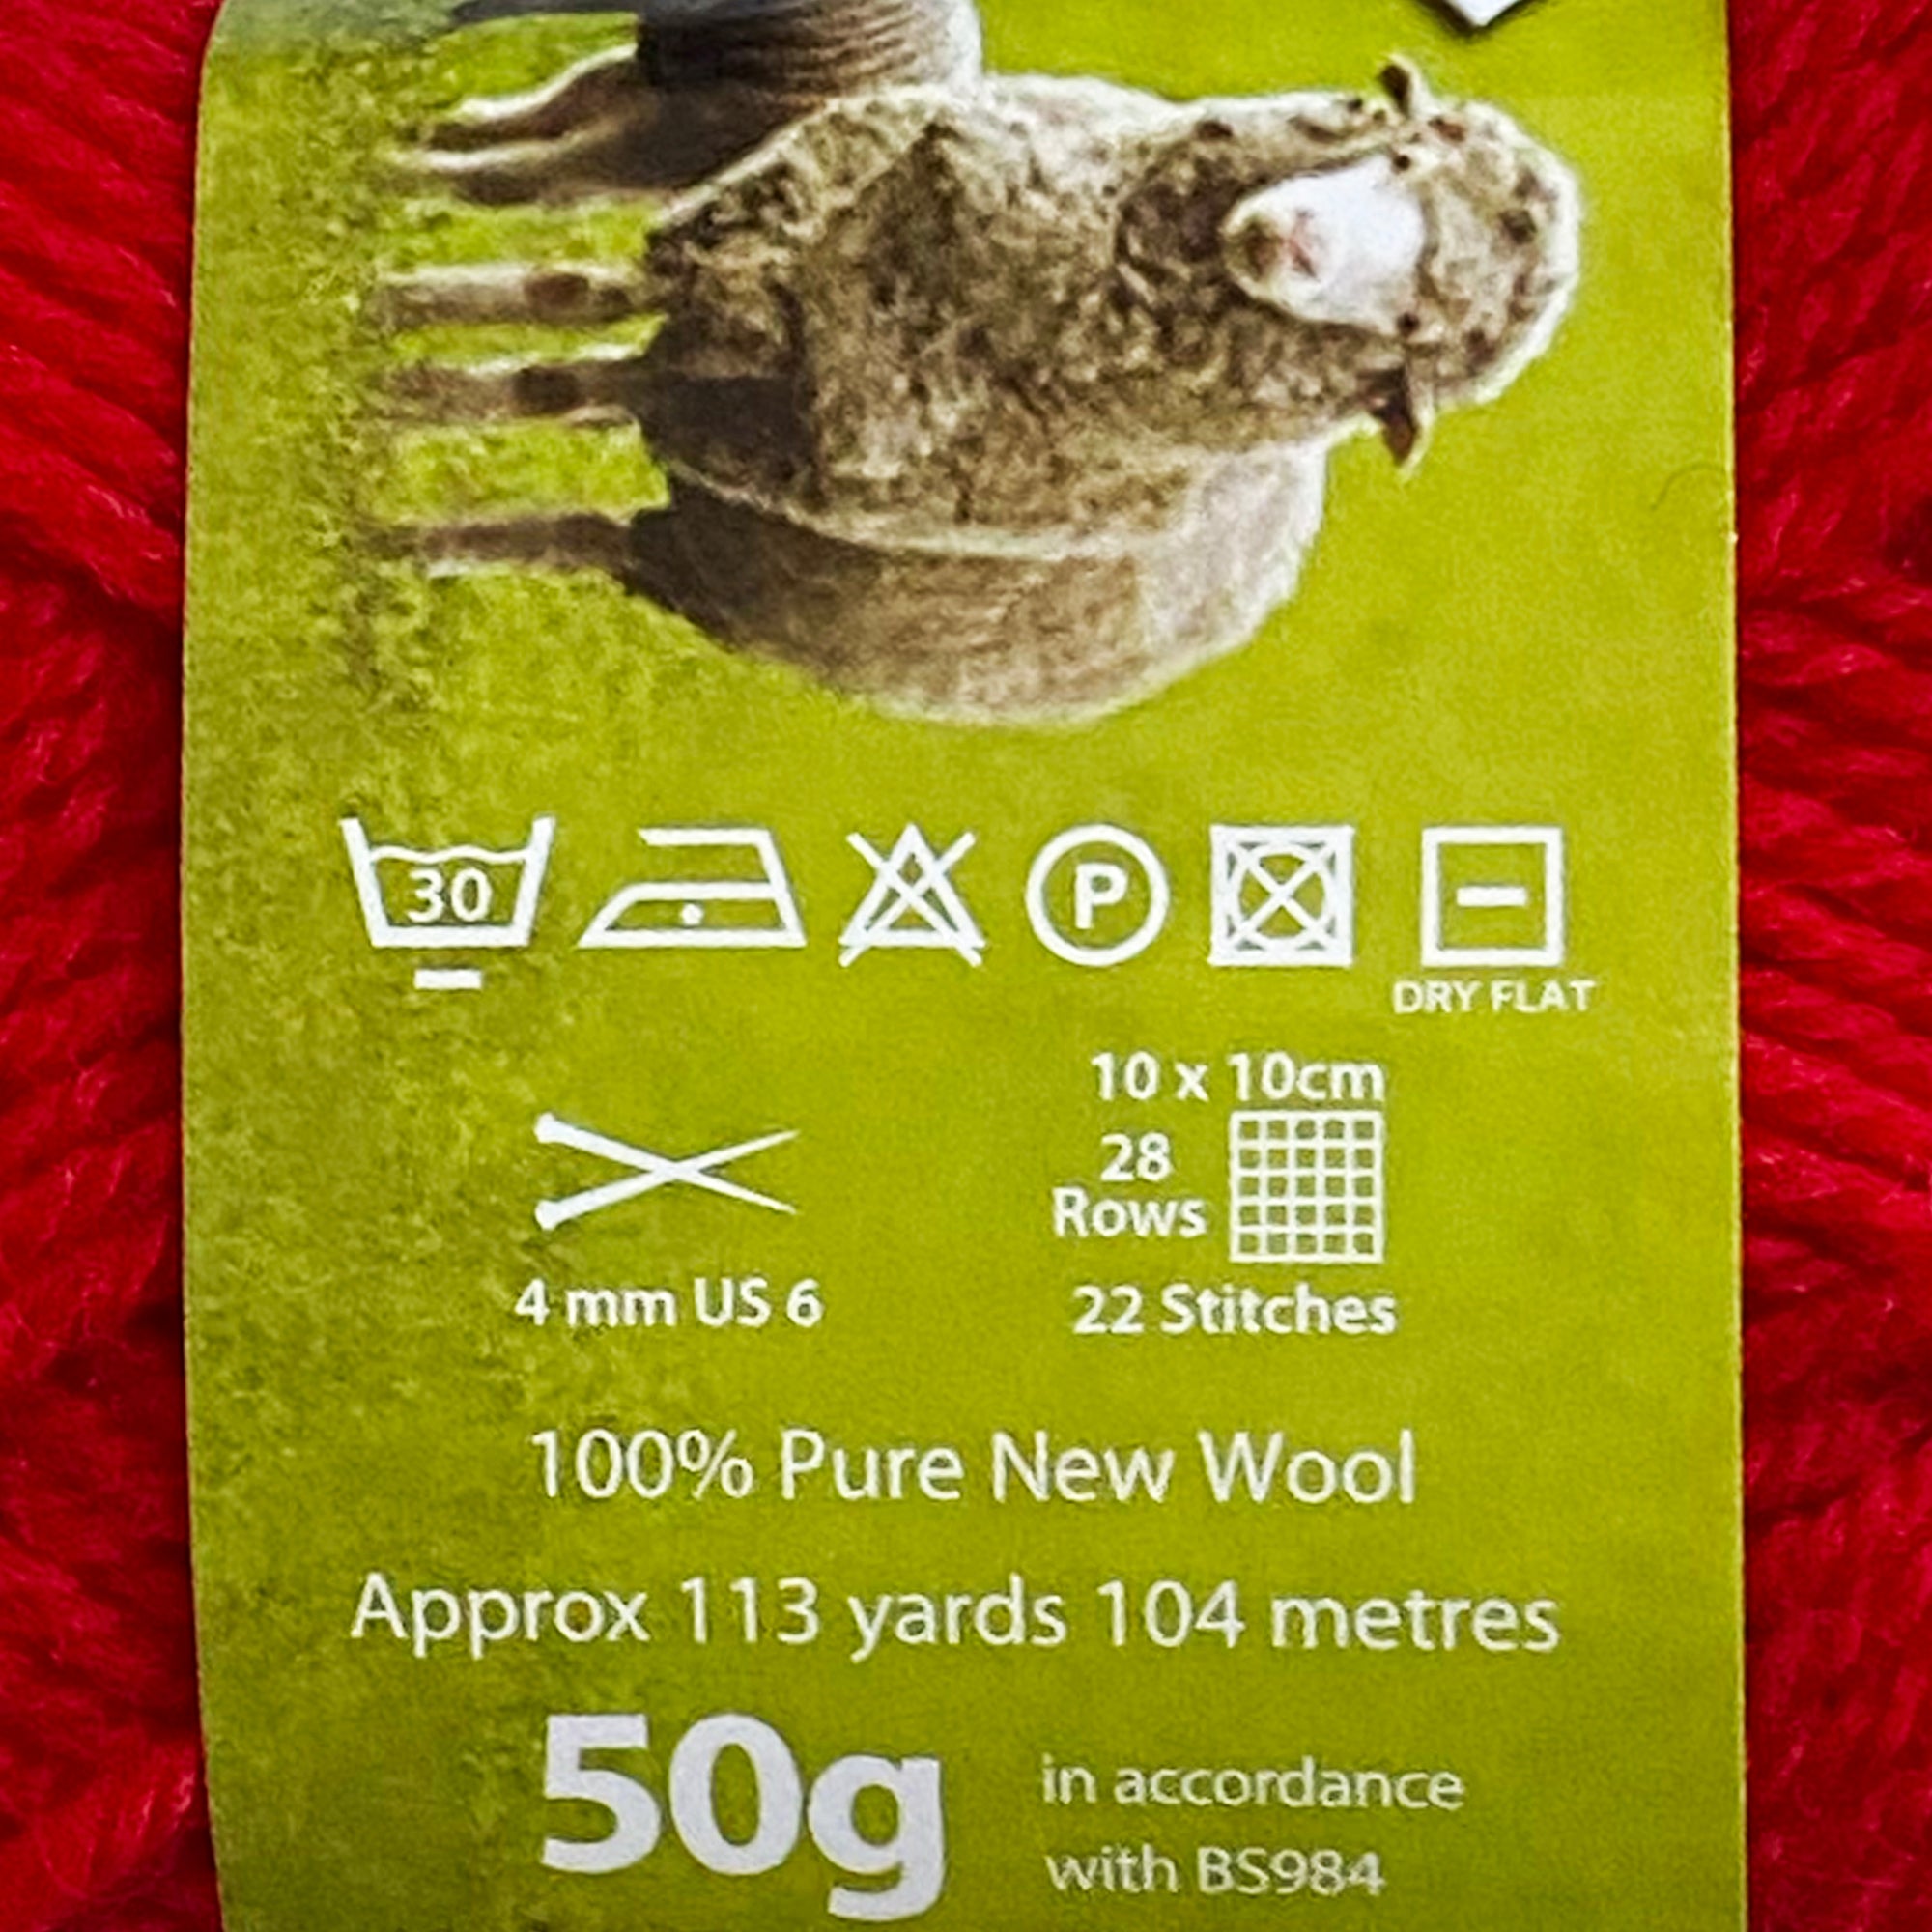 30
P
DRY FLAT
10 x 10cm
28
Rows
4 mm US 6
22 Stitches
100% Pure New Wool
Approx 113 yards 104 metres
50g
in accordance
with BS984